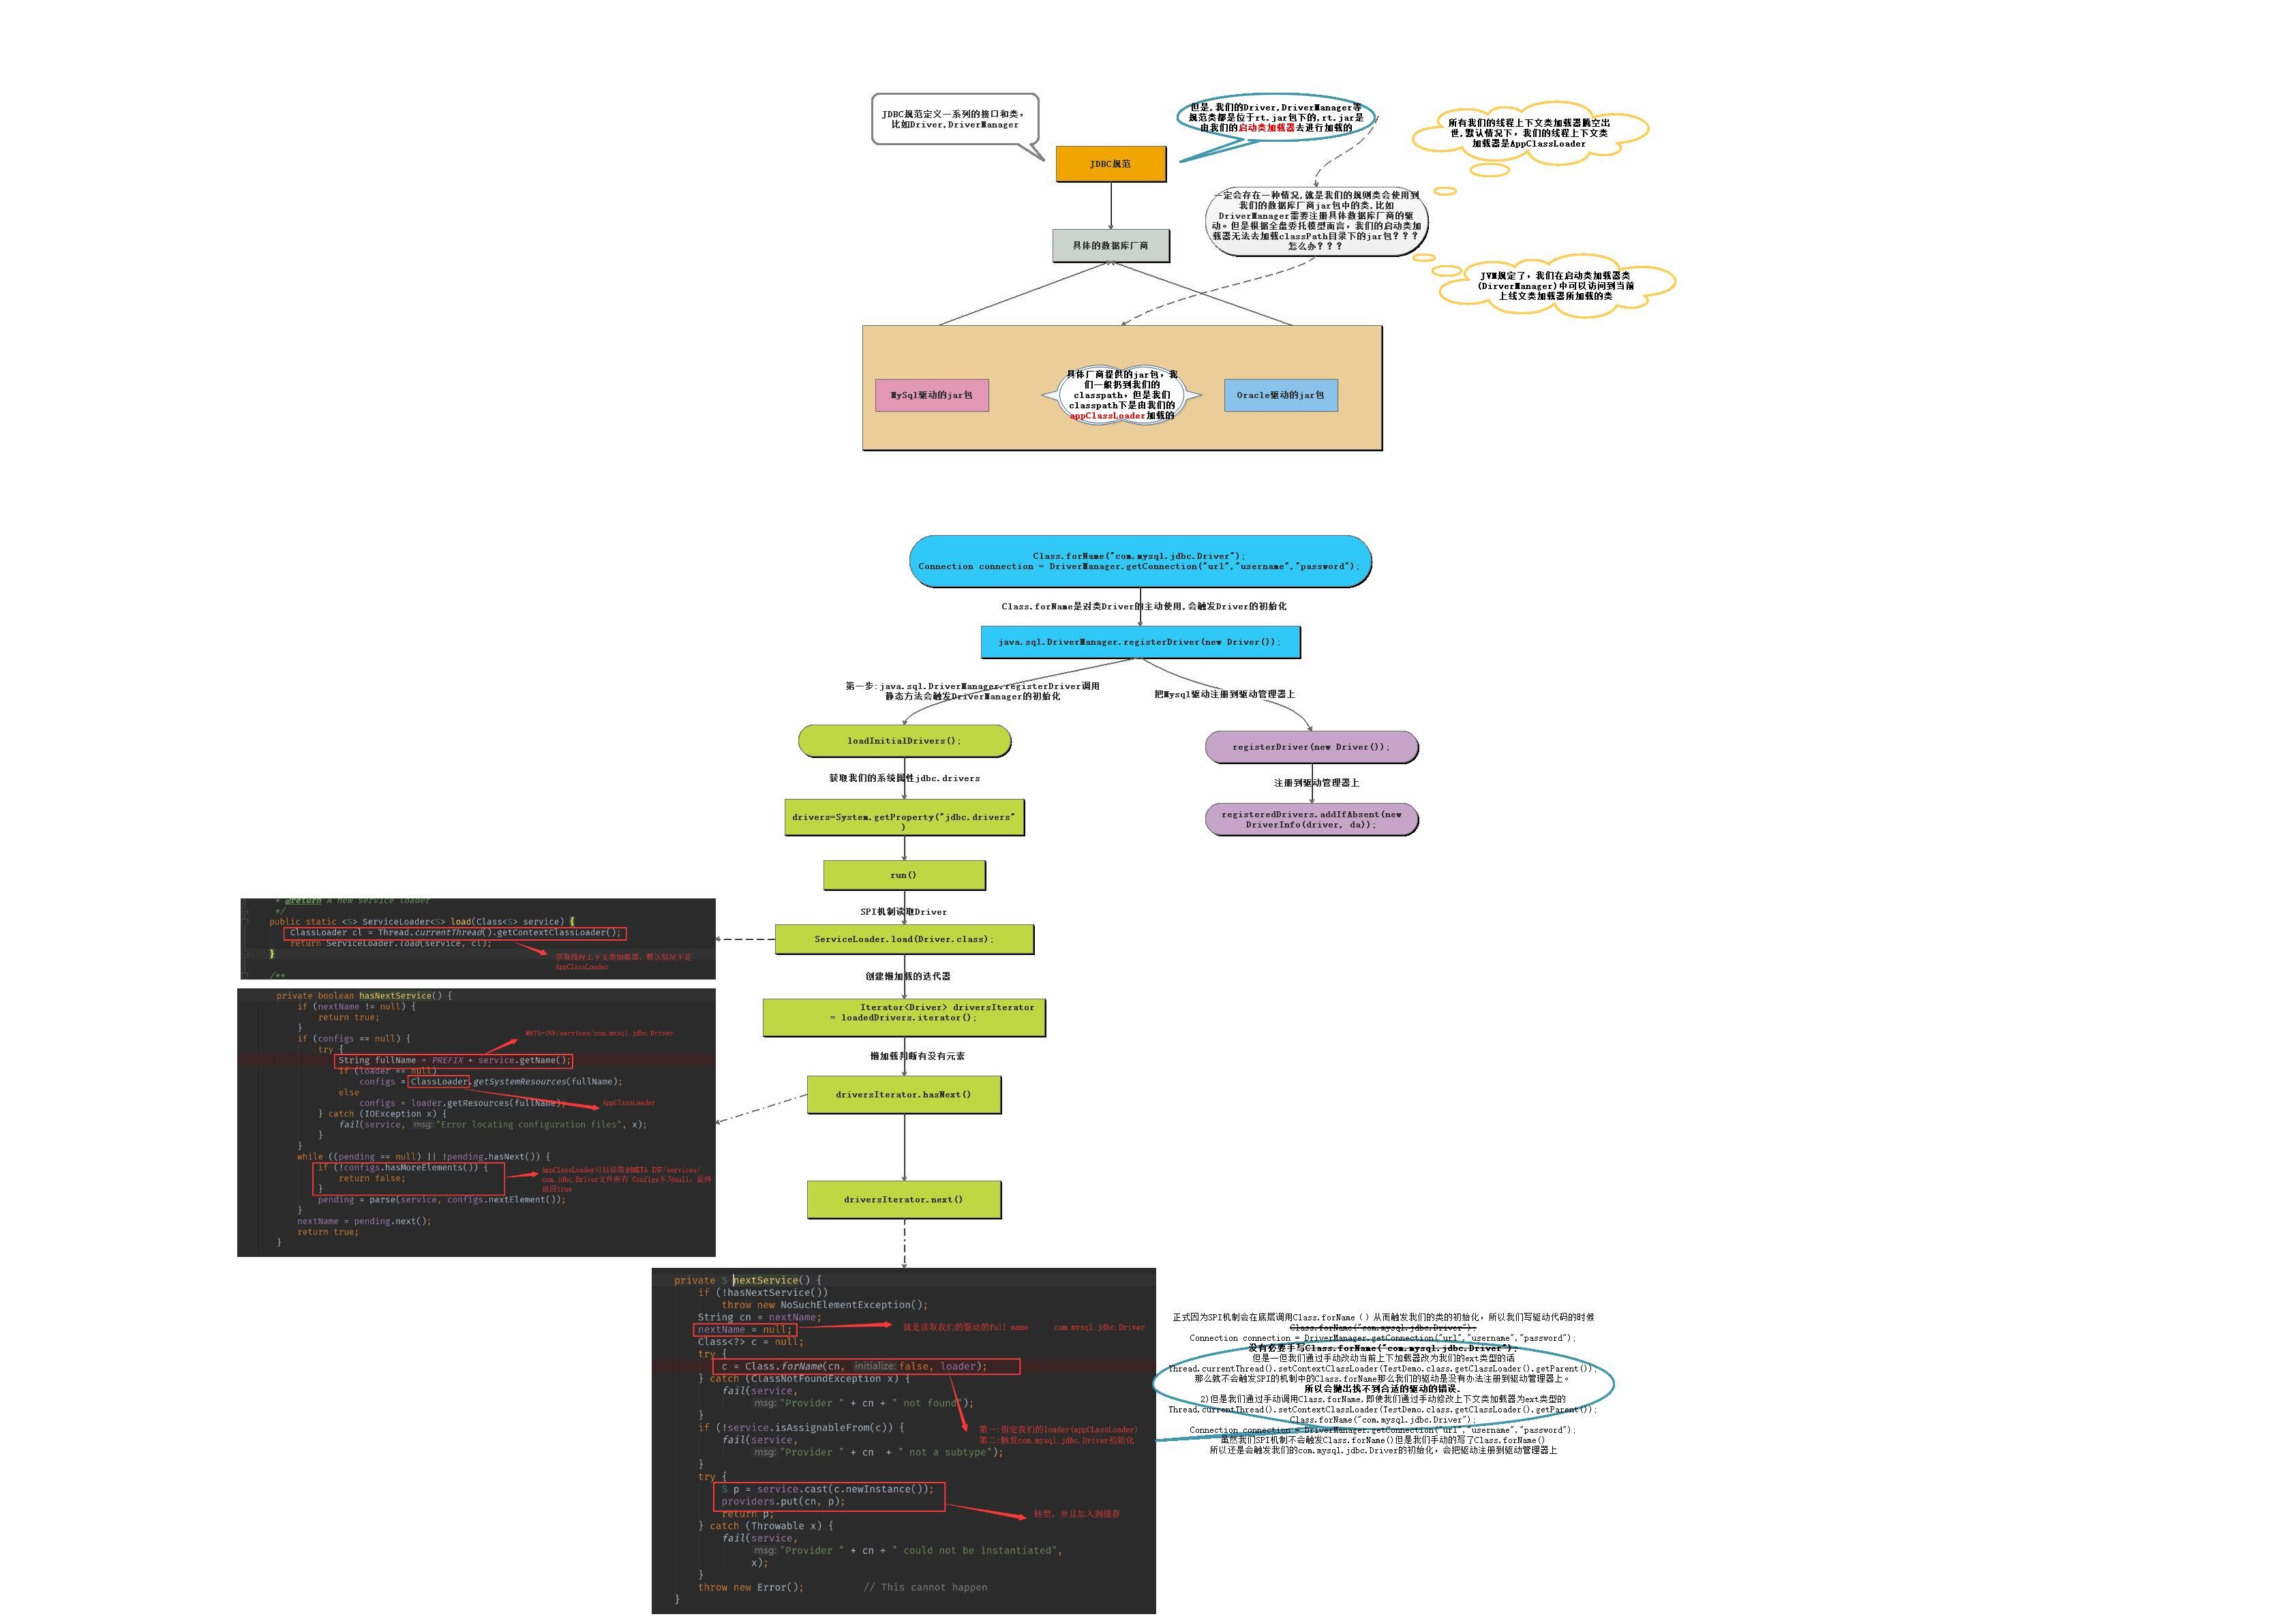 JDBC规范定义一系列的接口和类，
比如Driver,DriverManager
但是,我们的Driver,DriverManager等
规范类都是位于rt.jar包下的,rt.jar是
由我们的启动类加载器去进行加载的
所有我们的线程上下文类加载器腾空出
世,默认情况下，我们的线程上下文类
加载器是AppClassLoader
JDBC规范
一定会存在一种情况,就是我们的规则类会使用到
我们的数据库厂商jar包中的类,比如
DriverManager需要注册具体数据库厂商的驱
动。但是根据全盘委托模型而言，我们的启动类加
载器无法去加载classPath目录下的jar包？？？
怎么办？？？
具体的数据库厂商
JVM规定了，我们在启动类加载器类
(DirverManager)中可以访问到当前
上线文类加载器所加载的类
MySql驱动的jar包
具体厂商提供的jar包，我
们一般扔到我们的
classpath，但是我们
classpath下是由我们的
appClassLoader加载的
Oracle驱动的jar包
Class.forName("com.mysql.jdbc.Driver");
Connection connection = DriverManager.getConnection("url","username","password");
Class.forName是对类Driver的主动使用,会触发Driver的初始化
java.sql.DriverManager.registerDriver(new Driver());
第一步:java.sql.DriverManager.registerDriver调用
静态方法会触发DriverManager的初始化
把Mysql驱动注册到驱动管理器上
loadInitialDrivers();
registerDriver(new Driver());
获取我们的系统属性jdbc.drivers
注册到驱动管理器上
drivers=System.getProperty("jdbc.drivers"
)
registeredDrivers.addIfAbsent(new
DriverInfo(driver, da));
run()
SPI机制读取Driver
ServiceLoader.load(Driver.class);
* @return A new service loader
*/
public static <S> ServiceLoader<S> load(Class<S> service) {
ClassLoader cl = Thread.currentThread().getContextClassLoader();
return ServiceLoader.load(service, cl);
}
获取线程上下文类加载器，默认情况下是
AppClassLoader
/**
创建懒加载的迭代器
Iterator<Driver> driversIterator
= loadedDrivers.iterator();
懒加载判断有没有元素
driversIterator.hasNext()
private boolean hasNextService() {
if (nextName != null) {
return true;
}
if (configs == null) {
META-INF/services/com.mysql.jdbc.Driver
try {
String fullName = PREFIX + service.getName();
if (loader == null)
configs = ClassLoader.getSystemResources(fullName);
else
configs = loader.getResources(fullName);
AppClassLoader
} catch (IOException x) {
fail(service, msg: "Error locating configuration files", x);
}
}
while ((pending == null) || !pending.hasNext()) {
if (!configs.hasMoreElements()) {
return false;
}
AppClassLoader可以读取到META-INF/services/
com.jdbc.Driver文件所有 Configs不为null，最终
返回true
pending = parse(service, configs.nextElement());
}
nextName = pending.next();
return true;
}
driversIterator.next()
private S nextService() {
if (!hasNextService())
throw new NoSuchElementException();
String cn = nextName;
nextName = null;
就是读取我们的驱动的full name com.mysql.jdbc.Driver
Class<?> c = null;
try {
c = Class.forName(cn, initialize: false, loader);
} catch (ClassNotFoundException x) {
fail(service,
msg: "Provider " + cn + " not found");
}
第一:指定我们的loader(appCLassLoader)
第二:触发com.mysql.jdbc.Driver初始化
if (!service.isAssignableFrom(c)) {
fail(service,
msg: "Provider " + cn + " not a subtype");
}
try {
S p = service.cast(c.newInstance());
providers.put(cn, p);
return p;
转型，并且加入到缓存
} catch (Throwable x) {
fail(service,
msg: "Provider " + cn + " could not be instantiated",
x);
}
throw new Error(); // This cannot happen
}
正式因为SPI机制会在底层调用Class.forName（）从而触发我们的类的初始化，所以我们写驱动代码的时候
Class.forName("com.mysql.jdbc.Driver");
Connection connection = DriverManager.getConnection("url","username","password");
没有必要手写Class.forName("com.mysql.jdbc.Driver");
但是一但我们通过手动改动当前上下加载器改为我们的ext类型的话
Thread.currentThread().setContextClassLoader(TestDemo.class.getClassLoader().getParent());
那么就不会触发SPI的机制中的Class.forName那么我们的驱动是没有办法注册到驱动管理器上。
所以会抛出找不到合适的驱动的错误.
2)但是我们通过手动调用Class.forName,即使我们通过手动修改上下文类加载器为ext类型的
Thread.currentThread().setContextClassLoader(TestDemo.class.getClassLoader().getParent());
Class.forName("com.mysql.jdbc.Driver");
Connection connection = DriverManager.getConnection("url","username","password");
虽然我们SPI机制不会触发Class.forName()但是我们手动的写了Class.forName()
所以还是会触发我们的com.mysql.jdbc.Driver的初始化，会把驱动注册到驱动管理器上